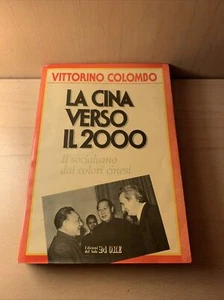 VITTORINO COLOMBO
LA CINA
VERSO
IL 2000
Il socialismo
dai colori cinesi
Edizioni
del Sole 24 ORE